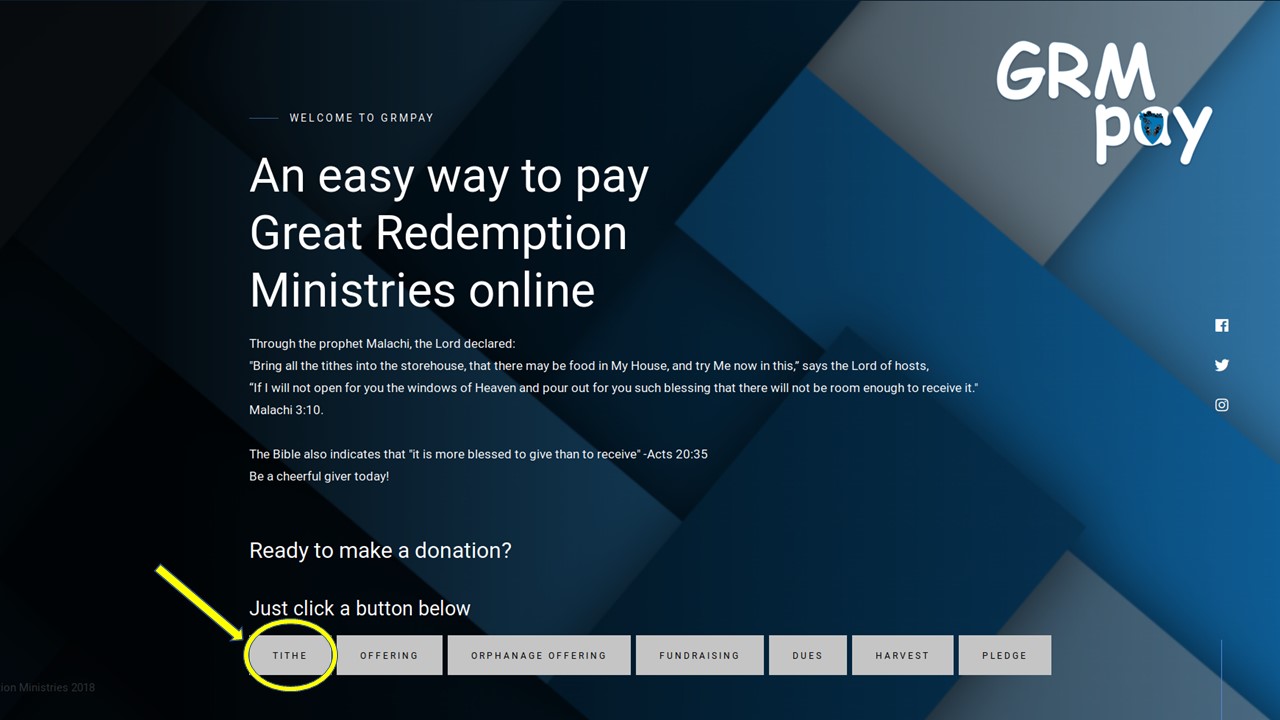 GRM
pay
WELCOME TO GRMPAY
An easy way to pay
Great Redemption
Ministries online
Through the prophet Malachi, the Lord declared:
"Bring all the tithes into the storehouse, that there may be food in My House, and try Me now in this,” says the Lord of hosts,
“If I will not open for you the windows of Heaven and pour out for you such blessing that there will not be room enough to receive it."
Malachi 3:10.
The Bible also indicates that "it is more blessed to give than to receive" -Acts 20:35
Be a cheerful giver today!
Ready to make a donation?
Just click a button below
TITHE OFFERING ORPHANAGE OFFERING FUNDRAISING DUES HARVEST PLEDGE
ion Ministries 2018